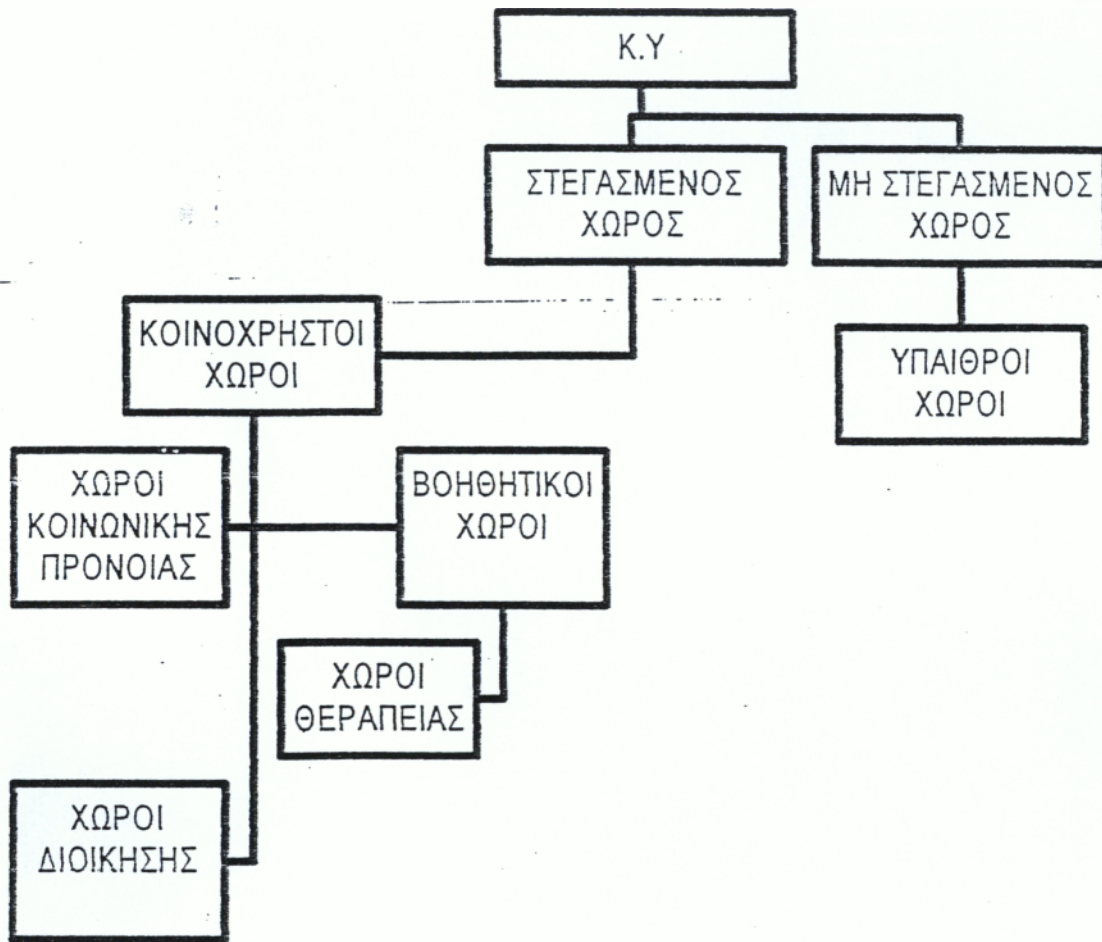 Κ.Υ
ΣΤΕΓΑΣΜΕΝΟΣ
ΧΩΡΟΣ
ΜΗ ΣΤΕΓΑΣΜΕΝΟΣ
ΧΩΡΟΣ
ΚΟΙΝΟΧΡΗΣΤΟΙ
ΧΩΡΟΙ
ΥΠΑΙΘΡΟΙ
ΧΩΡΟΙ
ΧΩΡΟΙ
ΚΟΙΝΩΝΙΚΗΣ
ΠΡΟΝΟΙΑΣ
ΒΟΗΘΗΤΙΚΟΙ
ΧΩΡΟΙ
ΧΩΡΟΙ
ΘΕΡΑΠΕΙΑΣ
ΧΩΡΟΙ
ΔΙΟΙΚΗΣΗΣ